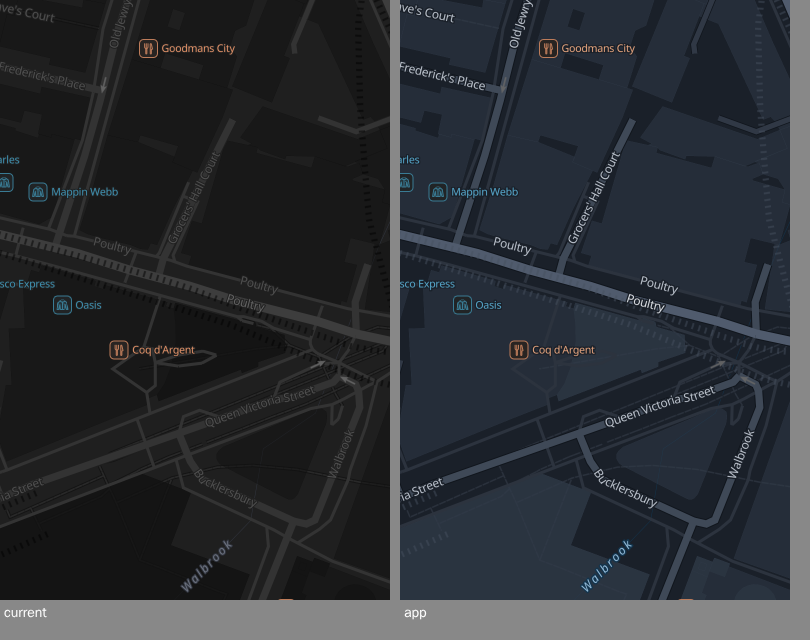 ve's Court
Old Jewry
Goodmans City
Frederick's Place
arles
Mappin Webb
Grocers' Hall Court
Poultry
Poultry
Poultry
sco Express
Oasis
Coq d'Argent
Queen Victoria Street
Walbrook
ia Street
Bucklersbury
Walbrook
current
ave's Court
Old Jewry
Goodmans City
Frederick's Place
arles
Mappin Webb
Grocers' Hall Court
Poultry
Poultry
Poultry
sco Express
Oasis
Coq d'Argent
Queen Victoria Street
Walbrook
ia Street
Bucklersbury
Walbrook
app